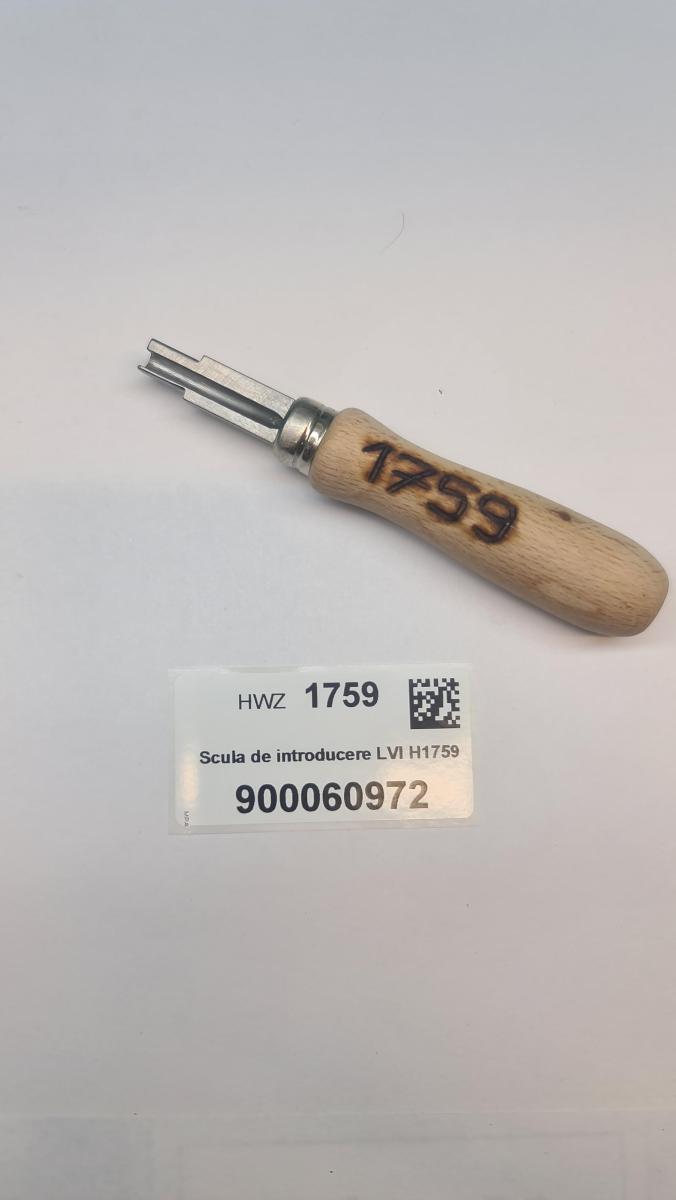 1759
HWZ 1759
Scula de introducere LVI H1759
900060972